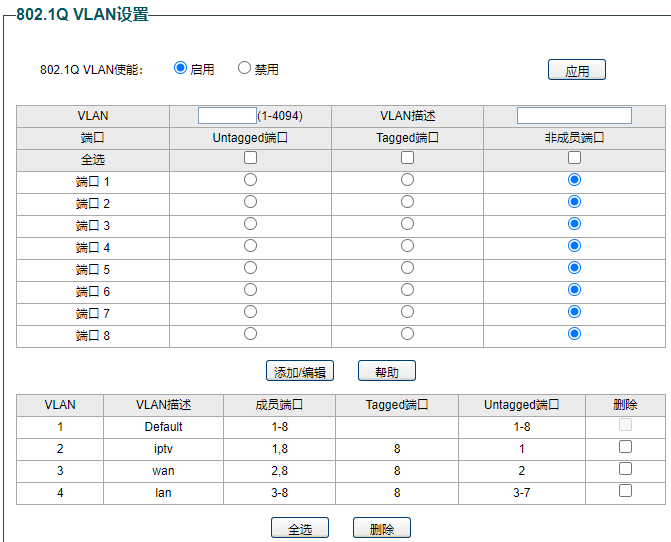 802.1Q VLAN设置
802.1Q VLAN使能: 启用 禁用 应用
VLAN (1-4094) VLAN描述
端口 Untagged端口 Tagged端口 非成员端口
全选
端口 1
端口 2
端口 3
端口 4
端口 5
端口 6
端口 7
端口 8
添加/编辑 帮助
VLAN VLAN描述 成员端口 Tagged端口 Untagged端口 删除
1 Default 1-8 1-8
2 iptv 1,8 8 1
3 wan 2,8 8 2
4 lan 3-8 8 3-7
全选 删除